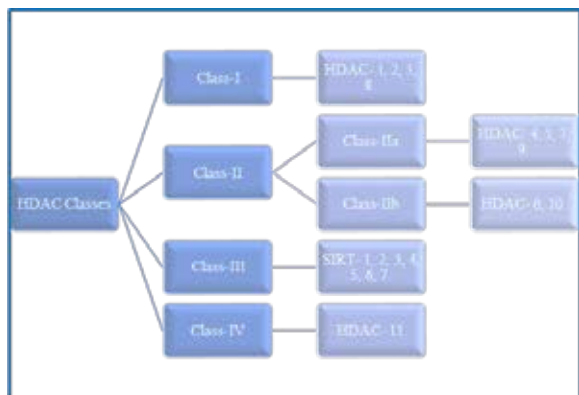 Class-I
HDAC- 1, 2, 3,
8
Class-IIa
HDAC- 4, 5, 7,
9
Class-II
HDAC Classes
Class-IIb
HDAC- 6, 10
Class-III
SIRT- 1, 2, 3, 4,
5, 6, 7
Class-IV
HDAC- 11